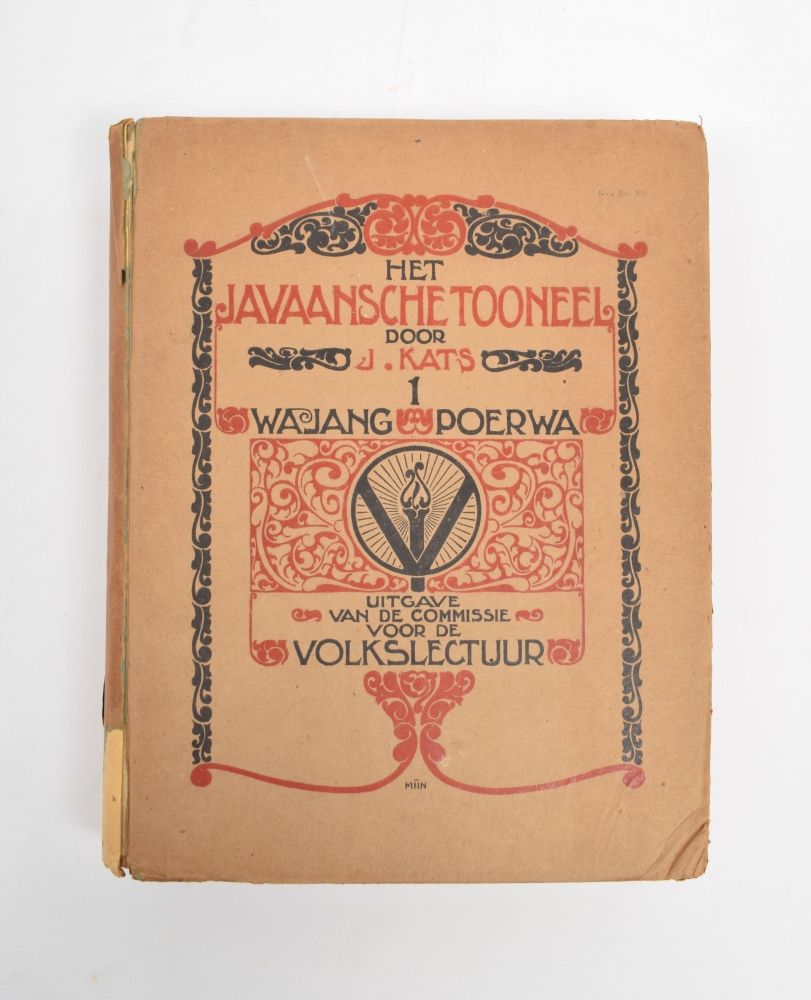 HET
JAVAANSCHE TOONEEL
DOOR
J. KATS
1
WAJANG POERWA
UITGAVE
VAN DE COMMISSIE
VOOR DE
VOLKSLECTUUR